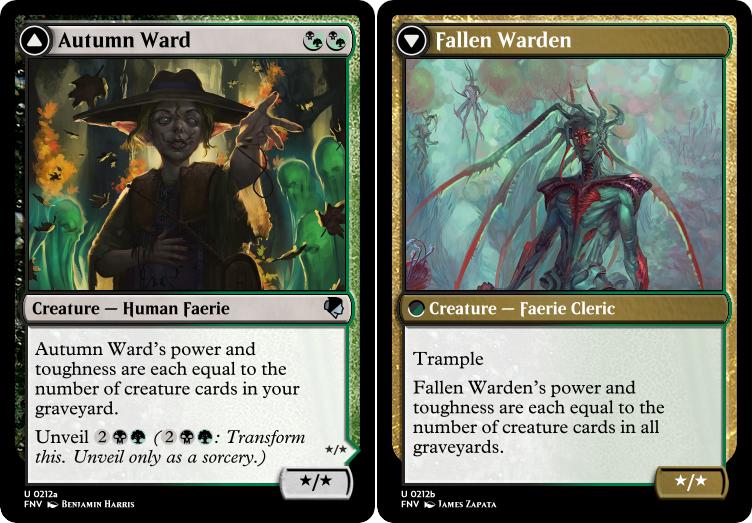 Autumn Ward
Creature — Human Faerie
Autumn Ward's power and
toughness are each equal to the
number of creature cards in your
graveyard.
Unveil 2 (2: Transform
this. Unveil only as a sorcery.)
*/*
*/*
U 0212a
FNV Benjamin Harris
Fallen Warden
Creature — Faerie Cleric
Trample
Fallen Warden's power and
toughness are each equal to the
number of creature cards in all
graveyards.
*/*
U 0212b
FNV James Zapata